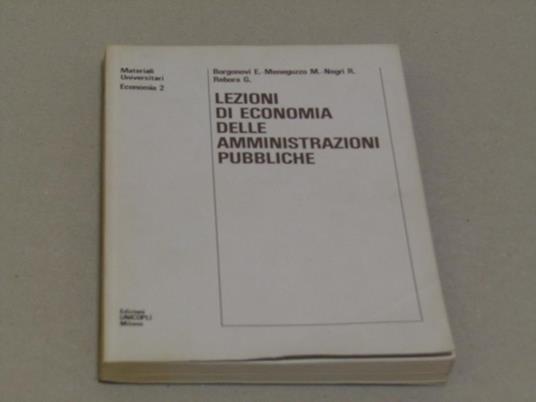 Materiali
Universitari
Economia 2
Borgonovi E.-Meneguzzo M.-Negri R.
Rebora G.
LEZIONI
DI ECONOMIA
DELLE
AMMINISTRAZIONI
PUBBLICHE
Edizioni
UNICOPLI
Milano